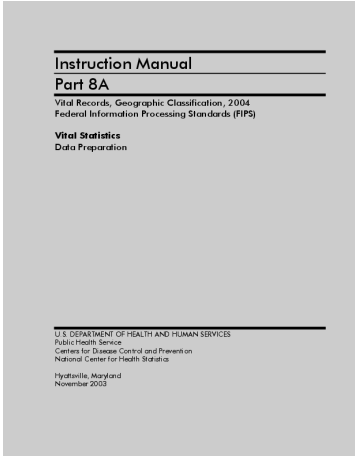 Instruction Manual
Part 8A
Vital Records, Geographic Classification, 2004
Federal Information Processing Standards (FIPS)
Vital Statistics
Data Preparation
U.S. DEPARTMENT OF HEALTH AND HUMAN SERVICES
Public Health Service
Centers for Disease Control and Prevention
National Center for Health Statistics
Hyattsville, Maryland
November 2003